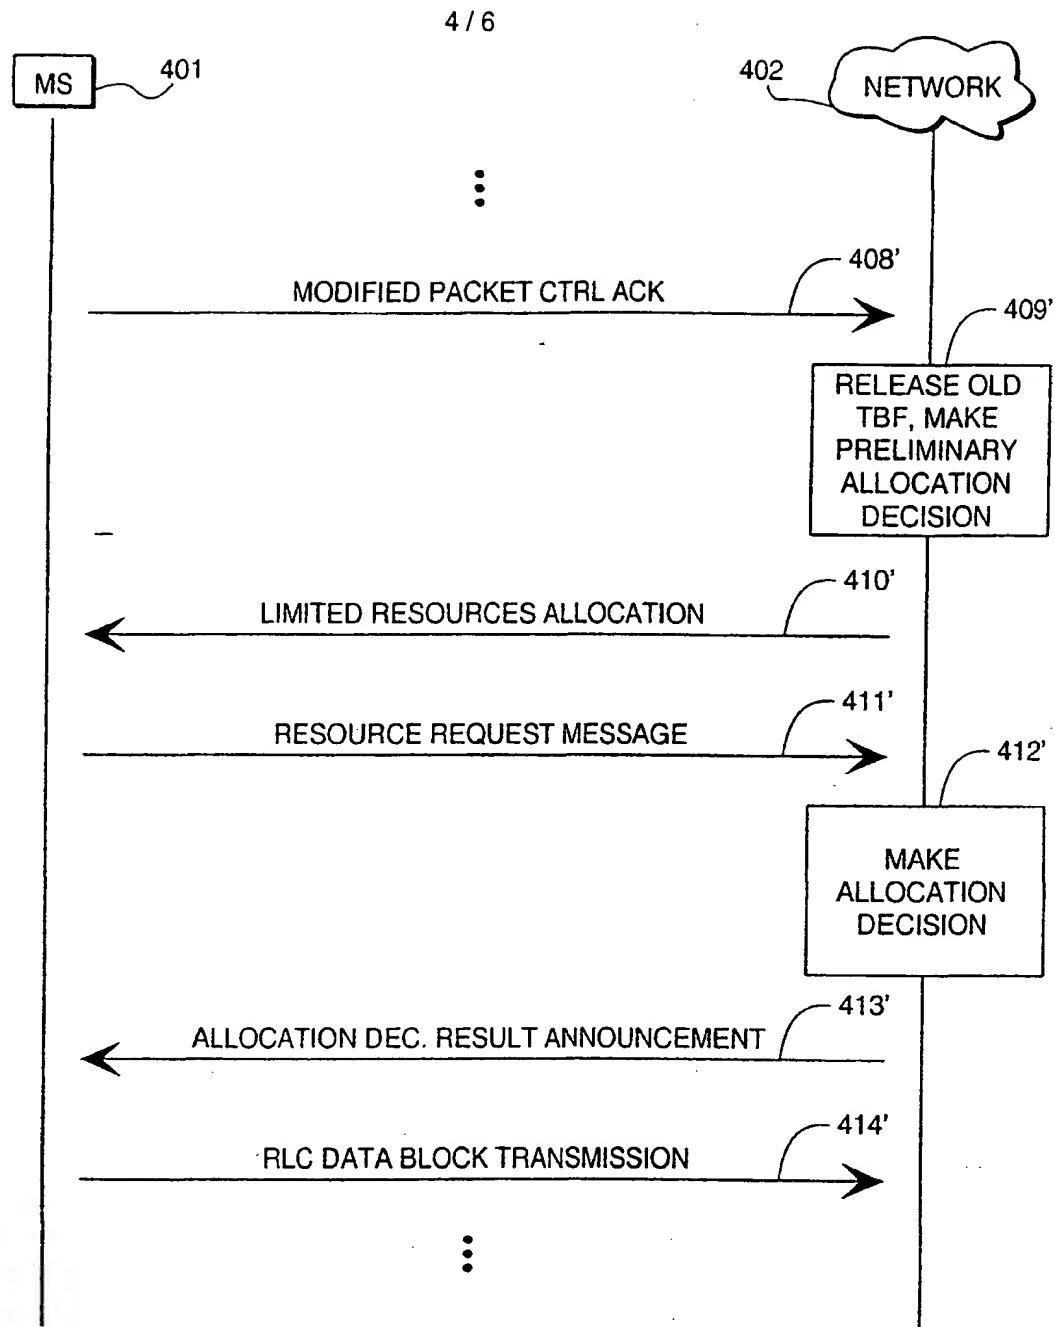 4/6
MS
401
402
NETWORK
MODIFIED PACKET CTRL ACK
408'
409'
RELEASE OLD
TBF, MAKE
PRELIMINARY
ALLOCATION
DECISION
410'
LIMITED RESOURCES ALLOCATION
411'
RESOURCE REQUEST MESSAGE
412'
MAKE
ALLOCATION
DECISION
413'
ALLOCATION DEC. RESULT ANNOUNCEMENT
414'
RLC DATA BLOCK TRANSMISSION